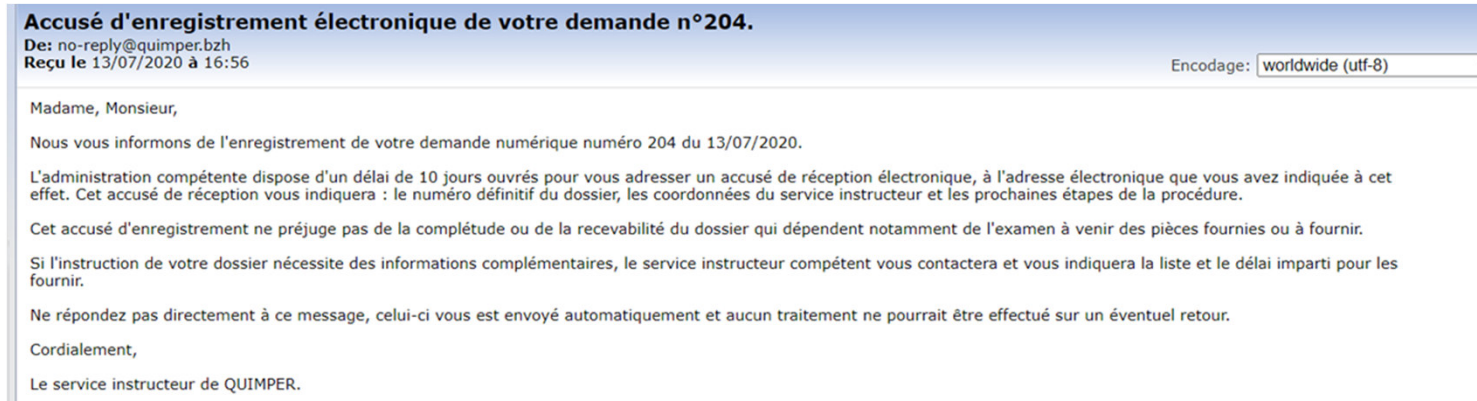 Accusé d'enregistrement électronique de votre demande n°204.
De: no-reply@quimper.bzh
Reçu le 13/07/2020 à 16:56
Encodage: worldwide (utf-8)
Madame, Monsieur,
Nous vous informons de l'enregistrement de votre demande numérique numéro 204 du 13/07/2020.
L'administration compétente dispose d'un délai de 10 jours ouvrés pour vous adresser un accusé de réception électronique, à l'adresse électronique que vous avez indiquée à cet
effet. Cet accusé de réception vous indiquera : le numéro définitif du dossier, les coordonnées du service instructeur et les prochaines étapes de la procédure.
Cet accusé d'enregistrement ne préjuge pas de la complétude ou de la recevabilité du dossier qui dépendent notamment de l'examen à venir des pièces fournies ou à fournir.
Si l'instruction de votre dossier nécessite des informations complémentaires, le service instructeur compétent vous contactera et vous indiquera la liste et le délai imparti pour les
fournir.
Ne répondez pas directement à ce message, celui-ci vous est envoyé automatiquement et aucun traitement ne pourrait être effectué sur un éventuel retour.
Cordialement,
Le service instructeur de QUIMPER.